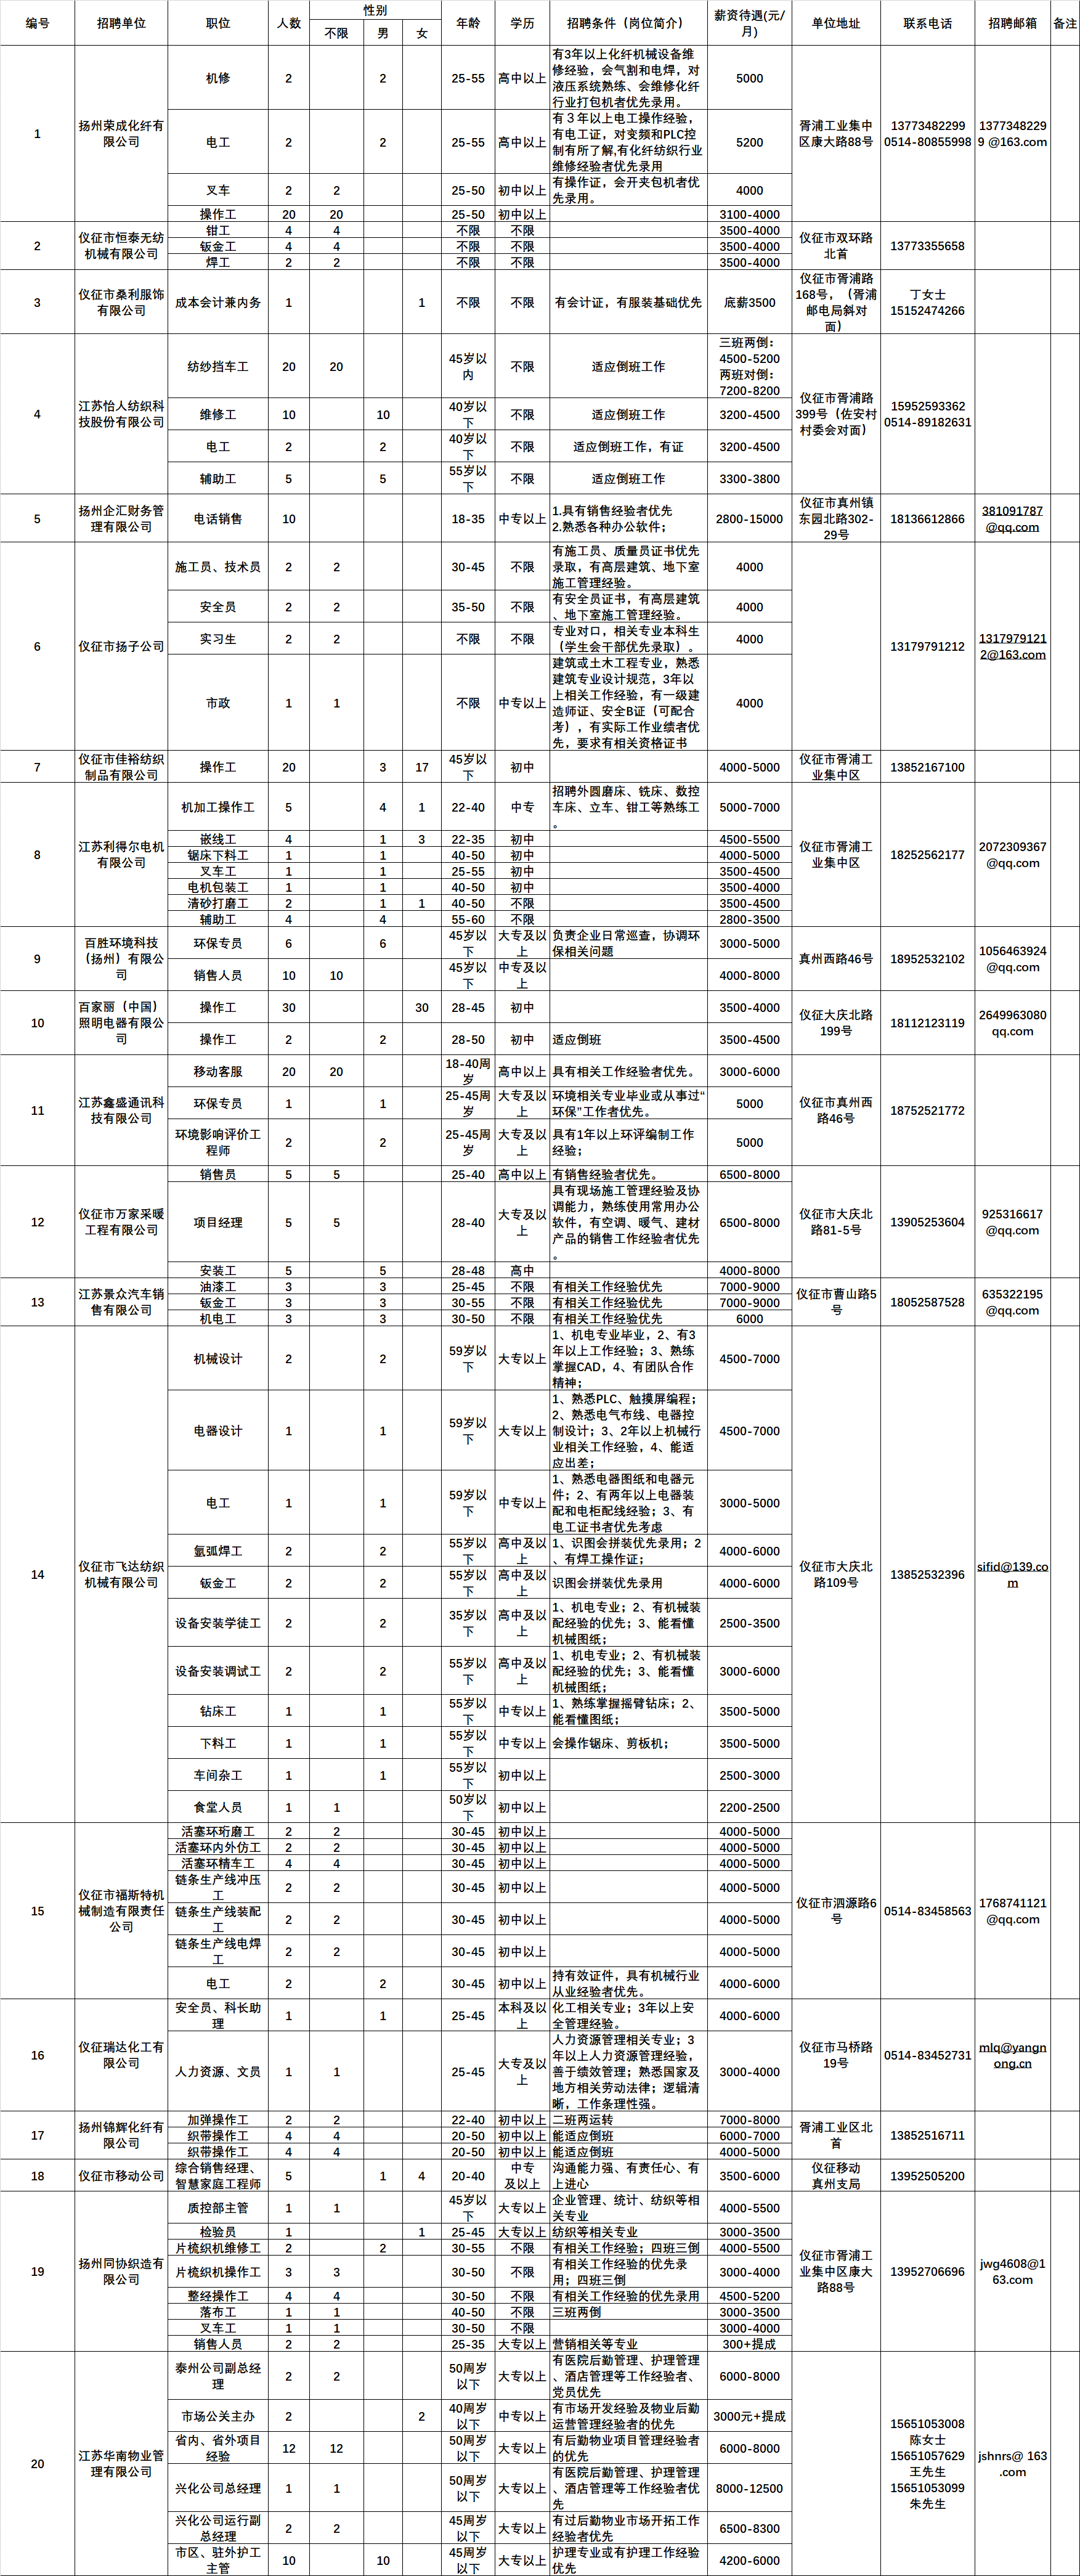 编号 招聘单位 职位 人数 性别 年龄 学历 招聘条件（岗位简介） 薪资待遇(元/月) 单位地址 联系电话 招聘邮箱 备注
不限 男 女
1 扬州荣成化纤有限公司 机修 2 2 25-55 高中以上 有3年以上化纤机械设备维修经验，会气割和电焊，对液压系统熟练、会维修化纤行业打包机者优先录用。 5000 胥浦工业集中区康大路88号 13773482299 0514-80855998 13773482299 @163.com
电工 2 2 25-55 高中以上 有３年以上电工操作经验，有电工证，对变频和PLC控制有所了解,有化纤纺织行业维修经验者优先录用 5200
叉车 2 2 25-50 初中以上 有操作证，会开夹包机者优先录用。 4000
操作工 20 20 25-50 初中以上 3100-4000
2 仪征市恒泰无纺机械有限公司 钳工 4 4 不限 不限 3500-4000 仪征市双环路北首 13773355658
钣金工 4 4 不限 不限 3500-4000
焊工 2 2 不限 不限 3500-4000
3 仪征市桑利服饰有限公司 成本会计兼内务 1 1 不限 不限 有会计证，有服装基础优先 底薪3500 仪征市胥浦路168号，（胥浦邮电局斜对面） 丁女士 15152474266
4 江苏怡人纺织科技股份有限公司 纺纱挡车工 20 20 45岁以内 不限 适应倒班工作 三班两倒：4500-5200 两班对倒：7200-8200 仪征市胥浦路399号（佐安村村委会对面） 15952593362 0514-89182631
维修工 10 10 40岁以下 不限 适应倒班工作 3200-4500
电工 2 2 40岁以下 不限 适应倒班工作，有证 3200-4500
辅助工 5 5 55岁以下 不限 适应倒班工作 3300-3800
5 扬州企汇财务管理有限公司 电话销售 10 18-35 中专以上 1.具有销售经验者优先 2.熟悉各种办公软件； 2800-15000 仪征市真州镇东园北路302-29号 18136612866 381091787@qq.com
6 仪征市扬子公司 施工员、技术员 2 2 30-45 不限 有施工员、质量员证书优先录取，有高层建筑、地下室施工管理经验。 4000 13179791212 13179791212@163.com
安全员 2 2 35-50 不限 有安全员证书，有高层建筑、地下室施工管理经验。 4000
实习生 2 2 不限 不限 专业对口，相关专业本科生（学生会干部优先录取）。 4000
市政 1 1 不限 中专以上 建筑或土木工程专业，熟悉建筑专业设计规范，3年以上相关工作经验，有一级建造师证、安全B证（可配合考），有实际工作业绩者优先，要求有相关资格证书 4000
7 仪征市佳裕纺织制品有限公司 操作工 20 3 17 45岁以下 初中 4000-5000 仪征市胥浦工业集中区 13852167100
8 江苏利得尔电机有限公司 机加工操作工 5 4 1 22-40 中专 招聘外圆磨床、铣床、数控车床、立车、钳工等熟练工。 5000-7000 仪征市胥浦工业集中区 18252562177 2072309367@qq.com
嵌线工 4 1 3 22-35 初中 4500-5500
锯床下料工 1 1 40-50 初中 4000-5000
叉车工 1 1 25-55 初中 3500-4500
电机包装工 1 1 40-50 初中 3500-4000
清砂打磨工 2 1 1 40-50 不限 3500-4500
辅助工 4 4 55-60 不限 2800-3500
9 百胜环境科技（扬州）有限公司 环保专员 6 6 45岁以下 大专及以上 负责企业日常巡查，协调环保相关问题 3000-5000 真州西路46号 18952532102 1056463924@qq.com
销售人员 10 10 45岁以下 中专及以上 4000-8000
10 百家丽（中国）照明电器有限公司 操作工 30 30 28-45 初中 3500-4000 仪征大庆北路199号 18112123119 2649963080qq.com
操作工 2 2 28-50 初中 适应倒班 3500-4500
11 江苏鑫盛通讯科技有限公司 移动客服 20 20 18-40周岁 高中以上 具有相关工作经验者优先。 3000-6000 仪征市真州西路46号 18752521772
环保专员 1 1 25-45周岁 大专及以上 环境相关专业毕业或从事过“环保”工作者优先。 5000
环境影响评价工程师 2 2 25-45周岁 大专及以上 具有1年以上环评编制工作经验； 5000
12 仪征市万家采暖工程有限公司 销售员 5 5 25-40 高中以上 有销售经验者优先。 6500-8000 仪征市大庆北路81-5号 13905253604 925316617@qq.com
项目经理 5 5 28-40 大专及以上 具有现场施工管理经验及协调能力，熟练使用常用办公软件，有空调、暖气、建材产品的销售工作经验者优先。 6500-8000
安装工 5 5 28-48 高中 4000-8000
13 江苏景众汽车销售有限公司 油漆工 3 3 25-45 不限 有相关工作经验优先 7000-9000 仪征市曹山路5号 18052587528 635322195@qq.com
钣金工 3 3 30-55 不限 有相关工作经验优先 7000-9000
机电工 3 3 30-50 不限 有相关工作经验优先 6000
14 仪征市飞达纺织机械有限公司 机械设计 2 2 59岁以下 大专以上 1、机电专业毕业，2、有3年以上工作经验；3、熟练掌握CAD，4、有团队合作精神； 4500-7000 仪征市大庆北路109号 13852532396 sifid@139.com
电器设计 1 1 59岁以下 大专以上 1、熟悉PLC、触摸屏编程；2、熟悉电气布线、电器控制设计；3、2年以上机械行业相关工作经验，4、能适应出差； 4500-7000
电工 1 1 59岁以下 中专以上 1、熟悉电器图纸和电器元件；2、有两年以上电器装配和电柜配线经验；3、有电工证书者优先考虑 3000-5000
氩弧焊工 2 2 55岁以下 高中及以上 1、识图会拼装优先录用；2、有焊工操作证； 4000-6000
钣金工 2 2 55岁以下 高中及以上 识图会拼装优先录用 4000-6000
设备安装学徒工 2 2 35岁以下 高中及以上 1、机电专业；2、有机械装配经验的优先；3、能看懂机械图纸； 2500-3500
设备安装调试工 2 2 55岁以下 高中及以上 1、机电专业；2、有机械装配经验的优先；3、能看懂机械图纸； 3000-6000
钻床工 1 1 55岁以下 中专以上 1、熟练掌握摇臂钻床；2、能看懂图纸； 3500-5000
下料工 1 1 55岁以下 中专以上 会操作锯床、剪板机； 3500-5000
车间杂工 1 1 55岁以下 初中以上 2500-3000
食堂人员 1 1 50岁以下 初中以上 2200-2500
15 仪征市福斯特机械制造有限责任公司 活塞环珩磨工 2 2 30-45 初中以上 4000-5000 仪征市泗源路6号 0514-83458563 1768741121@qq.com
活塞环内外仿工 2 2 30-45 初中以上 4000-5000
活塞环精车工 4 4 30-45 初中以上 4000-5000
链条生产线冲压工 2 2 30-45 初中以上 4000-5000
链条生产线装配工 2 2 30-45 初中以上 4000-5000
链条生产线电焊工 2 2 30-45 初中以上 4000-5000
电工 2 2 30-45 初中以上 持有效证件，具有机械行业从业经验者优先。 4000-6000
16 仪征瑞达化工有限公司 安全员、科长助理 1 1 25-45 本科及以上 化工相关专业；3年以上安全管理经验。 4000-6000 仪征市马桥路19号 0514-83452731 mlq@yangnong.cn
人力资源、文员 1 1 25-45 大专及以上 人力资源管理相关专业；3年以上人力资源管理经验，善于绩效管理；熟悉国家及地方相关劳动法律；逻辑清晰，工作条理性强。 3000-4000
17 扬州锦辉化纤有限公司 加弹操作工 2 2 22-40 初中以上 二班两运转 7000-8000 胥浦工业区北首 13852516711
织带操作工 4 4 20-50 初中以上 能适应倒班 6000-7000
织带操作工 4 4 20-50 初中以上 能适应倒班 4000-5000
18 仪征市移动公司 综合销售经理、智慧家庭工程师 5 1 4 20-40 中专及以上 沟通能力强、有责任心、有上进心 3500-6000 仪征移动真州支局 13952505200
19 扬州同协织造有限公司 质控部主管 1 1 45岁以下 大专以上 企业管理、统计、纺织等相关专业 4000-5500 仪征市胥浦工业集中区康大路88号 13952706696 jwg4608@163.com
检验员 1 1 25-45 大专以上 纺织等相关专业 3000-3500
片梳织机维修工 2 2 30-55 不限 有相关工作经验；四班三倒 4000-5500
片梳织机操作工 3 3 30-50 不限 有相关工作经验的优先录用；四班三倒 3000-4000
整经操作工 4 4 30-50 不限 有相关工作经验的优先录用 4500-5200
落布工 1 1 40-50 不限 三班两倒 3000-3500
叉车工 1 1 30-50 不限 3000-4000
销售人员 2 2 25-35 大专以上 营销相关等专业 300+提成
20 江苏华南物业管理有限公司 泰州公司副总经理 2 2 50周岁以下 大专以上 有医院后勤管理、护理管理、酒店管理等工作经验者、党员优先 6000-8000 15651053008 陈女士 15651057629 王先生 15651053099 朱先生 jshnrs@ 163.com
市场公关主办 2 2 40周岁以下 中专以上 有市场开发经验及物业后勤运营管理经验者的优先 3000元+提成
省内、省外项目经验 12 12 50周岁以下 大专以上 有后勤物业项目管理经验者的优先 6000-8000
兴化公司总经理 1 1 50周岁以下 大专以上 有医院后勤管理、护理管理、酒店管理等工作经验者优先 8000-12500
兴化公司运行副总经理 2 2 45周岁以下 大专以上 有过后勤物业市场开拓工作经验者优先 6500-8300
市区、驻外护工主管 10 10 45周岁以下 大专以上 护理专业或有护理工作经验优先 4200-6000